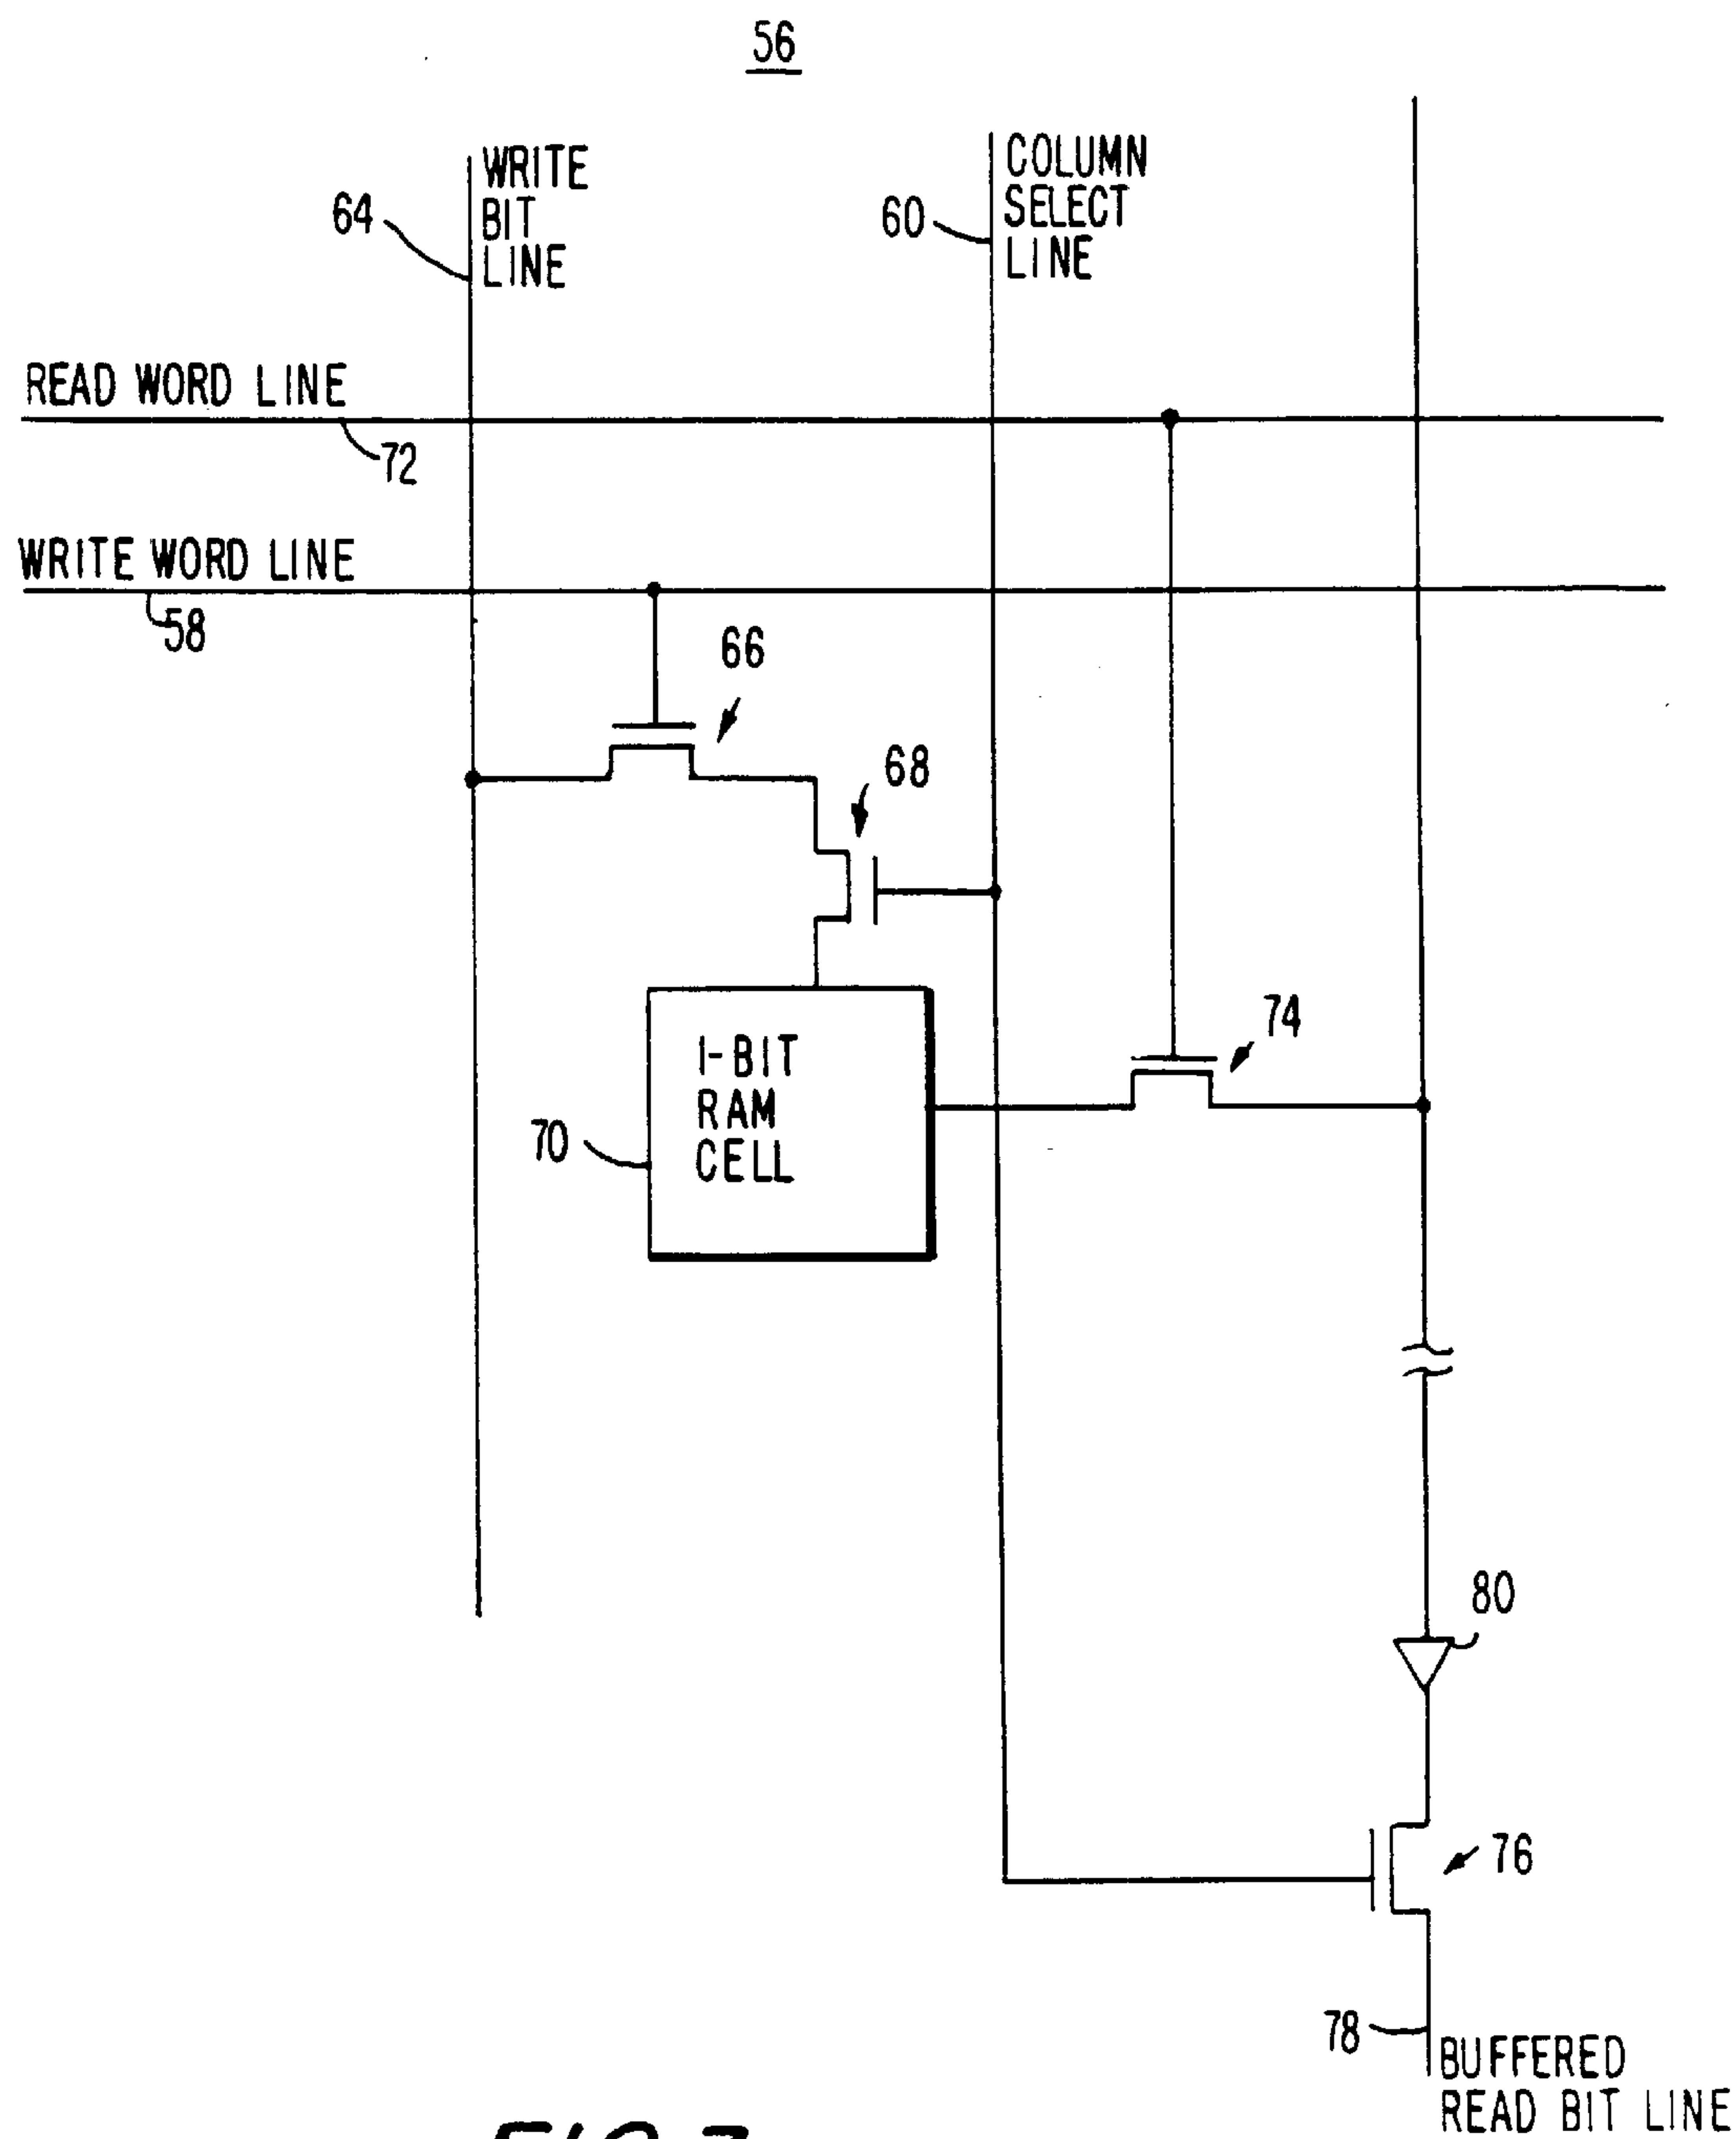 56
WRITE
BIT
LINE
64
COLUMN
SELECT
LINE
60
READ WORD LINE
72
WRITE WORD LINE
58
66
68
74
1-BIT
RAM
CELL
70
80
76
78
BUFFERED
READ BIT LINE